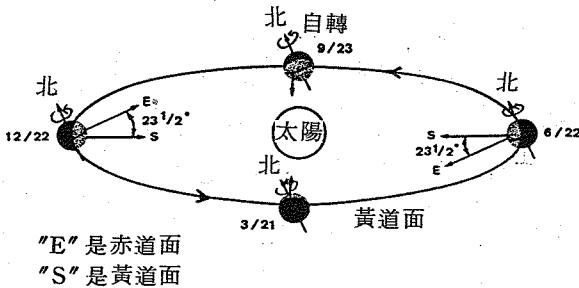 北 自轉
9/23
北
E
23 1/2°
S
12/22
太陽
北
S
23 1/2°
E
6/22
北
3/21
黃道面
"E" 是赤道面
"S" 是黃道面